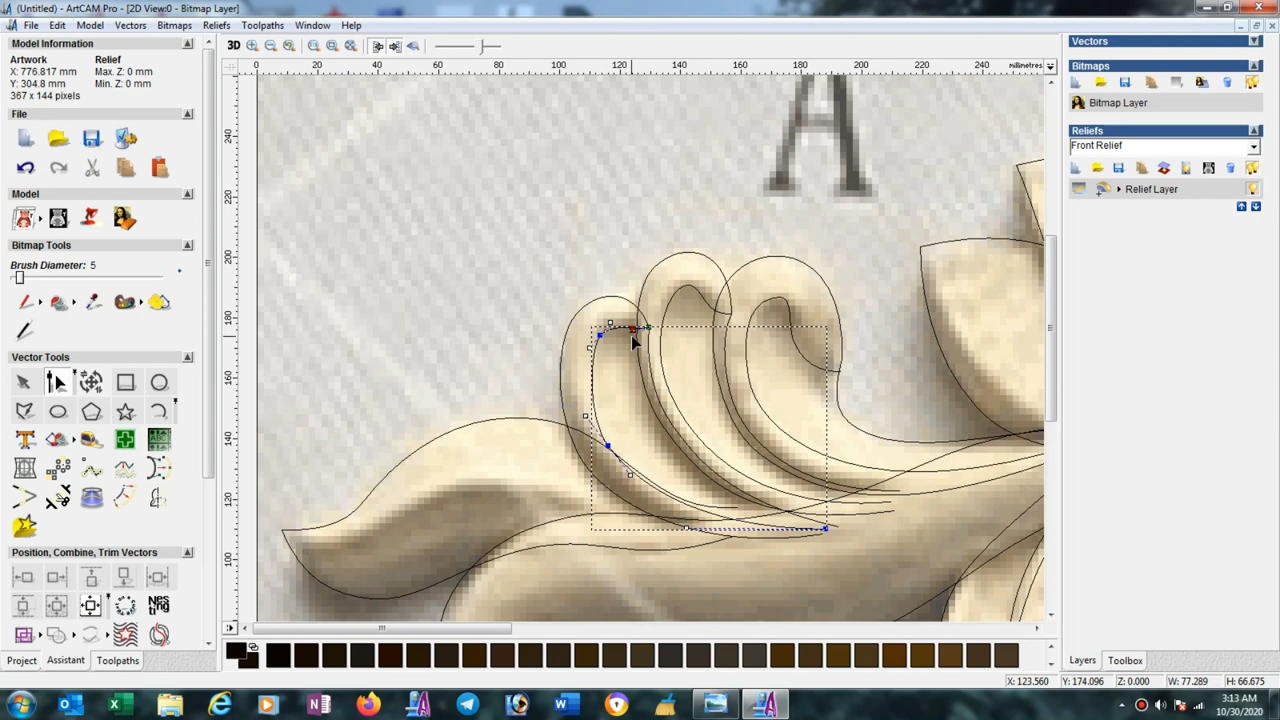 (Untitled) - ArtCAM Pro - [2D View:0 - Bitmap Layer]
File Edit Model Vectors Bitmaps Reliefs Toolpaths Window Help
Model Information
Artwork
X: 776.817 mm
Y: 304.8 mm
367 x 144 pixels
Relief
Max. Z: 0 mm
Min. Z: 0 mm
File
Model
Bitmap Tools
Brush Diameter: 5
Vector Tools
Position, Combine, Trim Vectors
Project Assistant Toolpaths
3D
0 20 40 60 80 100 120 140 160 180 200 220 240 millimetres
240
220
200
180
160
140
120
100
A
Vectors
Bitmaps
Bitmap Layer
Reliefs
Front Relief
Relief Layer
Layers Toolbox
X: 123.560 Y: 174.096 Z: 0.000 W: 77.289 H: 66.675
3:13 AM
10/30/2020